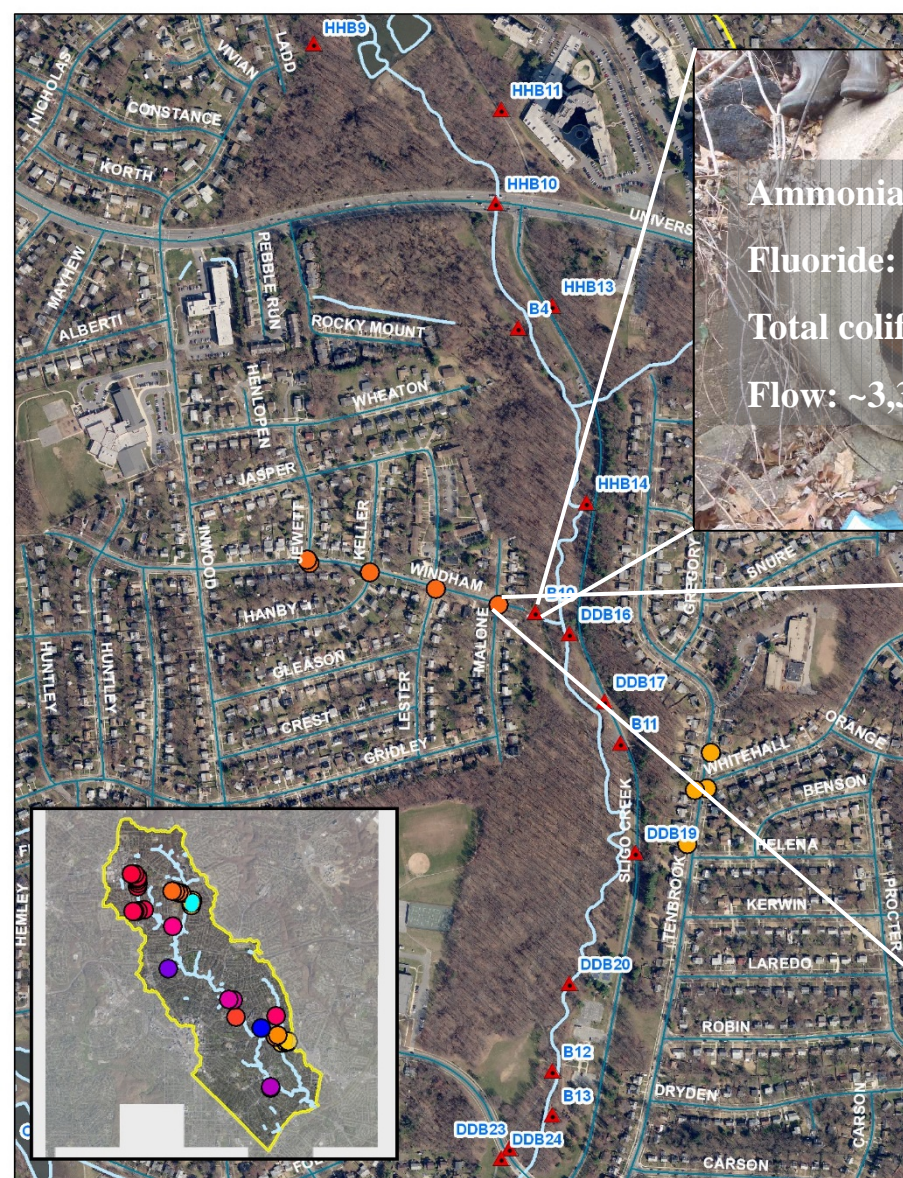 HHB9
LADD
VIVIAN
NICHOLAS
CONSTANCE
HHB11
KORTH
Ammonia
HHB10
UNIVERS
MAYHEW
PEBBLE RUN
Fluoride:
HHB13
B4
ALBERTI
ROCKY MOUNT
Total colif
HENLOPEN
WHEATON
Flow: ~3,3
JASPER
HHB14
INWOOD
JEWETT
KELLER
WINDHAM
GREGORY
SNURE
HANBY
B10
MALONE
DDB16
HUNTLEY
HUNTLEY
GLEASON
LESTER
DDB17
CREST
B11
ORANGE
GRIDLEY
WHITEHALL
BENSON
SLIGO CREEK
DDB19
HELENA
HEMLEY
TENBROOK
KERWIN
PROCTER
LAREDO
DDB20
ROBIN
B12
DRYDEN
B13
CARSON
DDB23
DDB24
CARSON